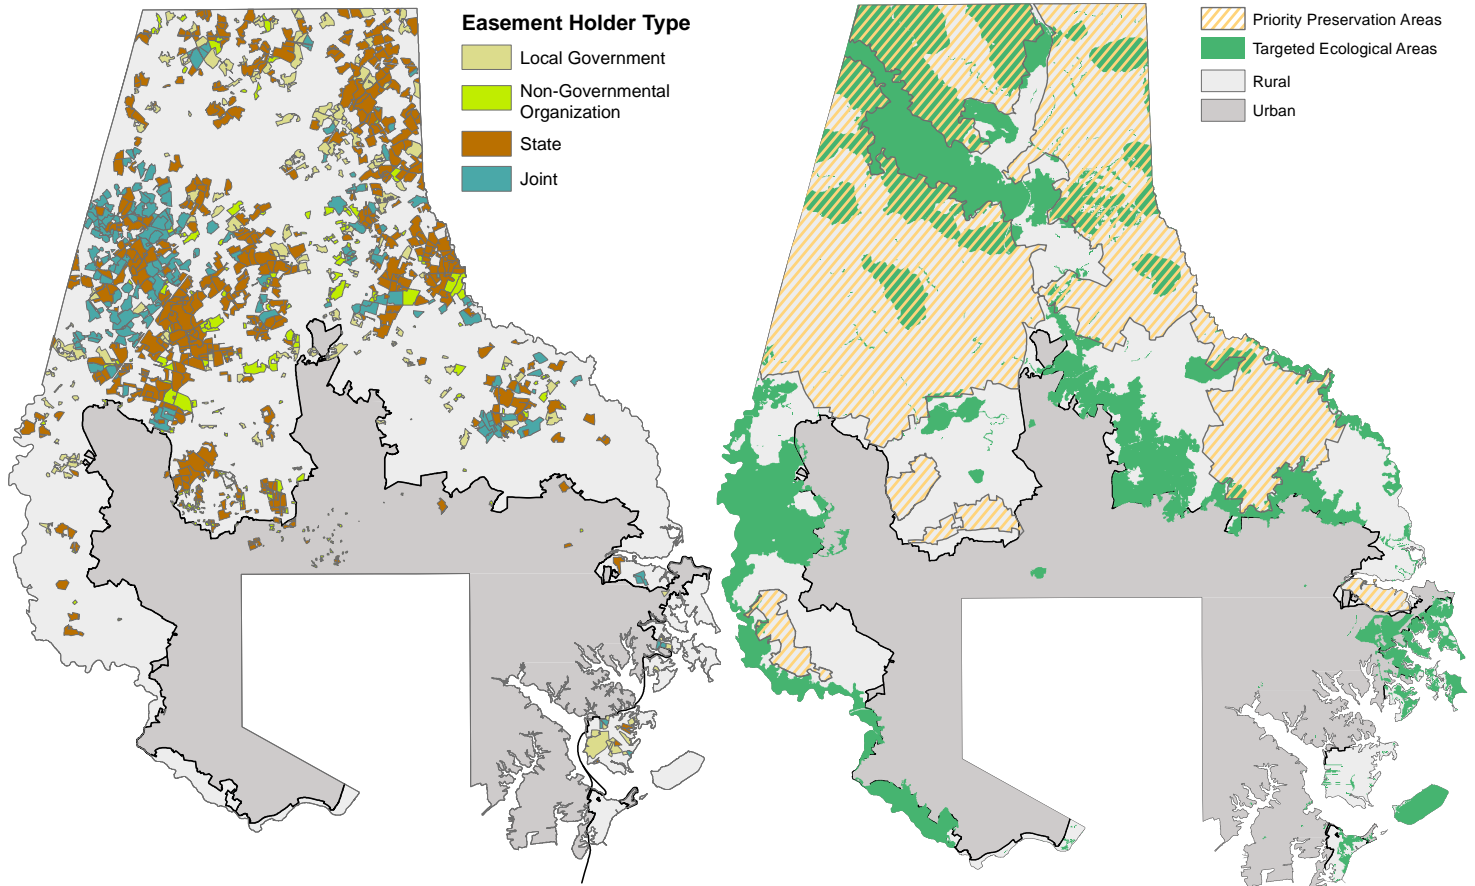 Easement Holder Type
Local Government
Non-Governmental
Organization
State
Joint
Priority Preservation Areas
Targeted Ecological Areas
Rural
Urban